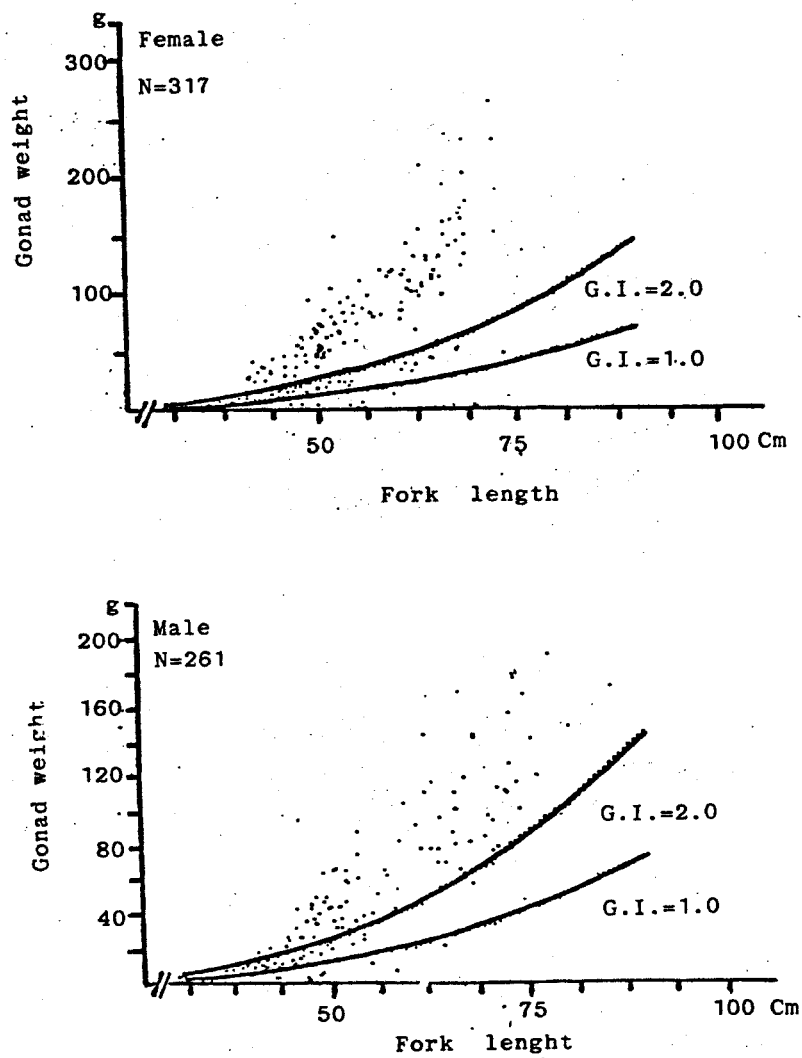 g
Female
300
N=317
Gonad weight
200
100
G.I.=2.0
G.I.=1.0
50 75 100 Cm
Fork length
g
Male
200
N=261
160
Gonad weight
120
G.I.=2.0
80
G.I.=1.0
40
50 75 100 Cm
Fork lenght